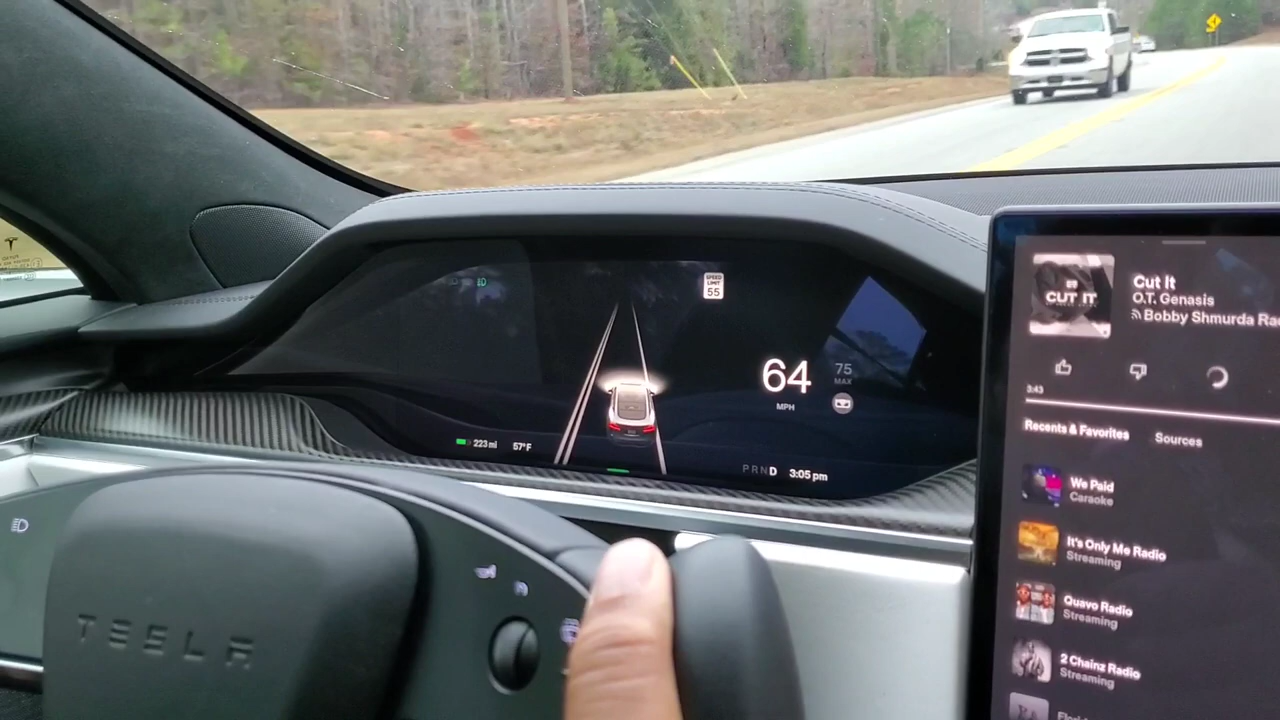 SPEED
LIMIT
55
64
MPH
75
MAX
223 mi
57°F
PRND
3:05 pm
TESLA
CUT IT
Cut It
O.T. Genasis
Bobby Shmurda Ra
3:43
Recents & Favorites
Sources
We Paid
Caraoke
It's Only Me Radio
Streaming
Quavo Radio
Streaming
2 Chainz Radio
Streaming